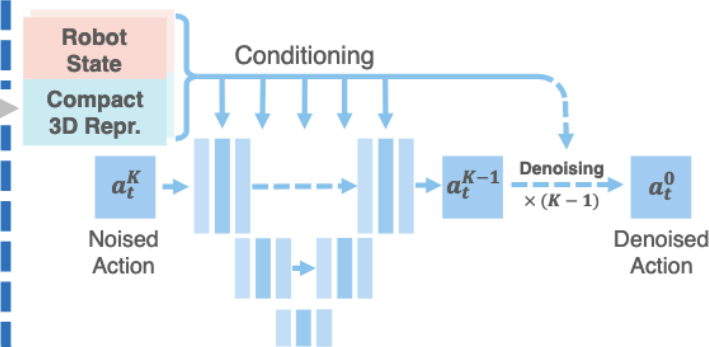 Robot
State
Compact
3D Repr.
Conditioning
a_t^K
a_t^{K-1}
Denoising
× (K − 1)
a_t^0
Noised
Action
Denoised
Action